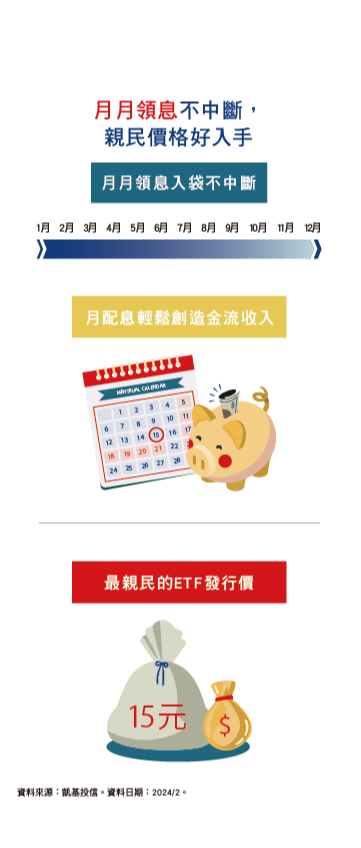 月月領息不中斷，
親民價格好入手
月月領息入袋不中斷
1月 2月 3月 4月 5月 6月 7月 8月 9月 10月 11月 12月
月配息輕鬆創造金流收入
CALENDAR
1 2 3 4 5
6 7 8 9 10 11
12 13 14 15 16 17
18 19 20 21 22
24 25 26 27 28
最親民的ETF發行價
15元
$
資料來源：凱基投信。資料日期：2024/2。